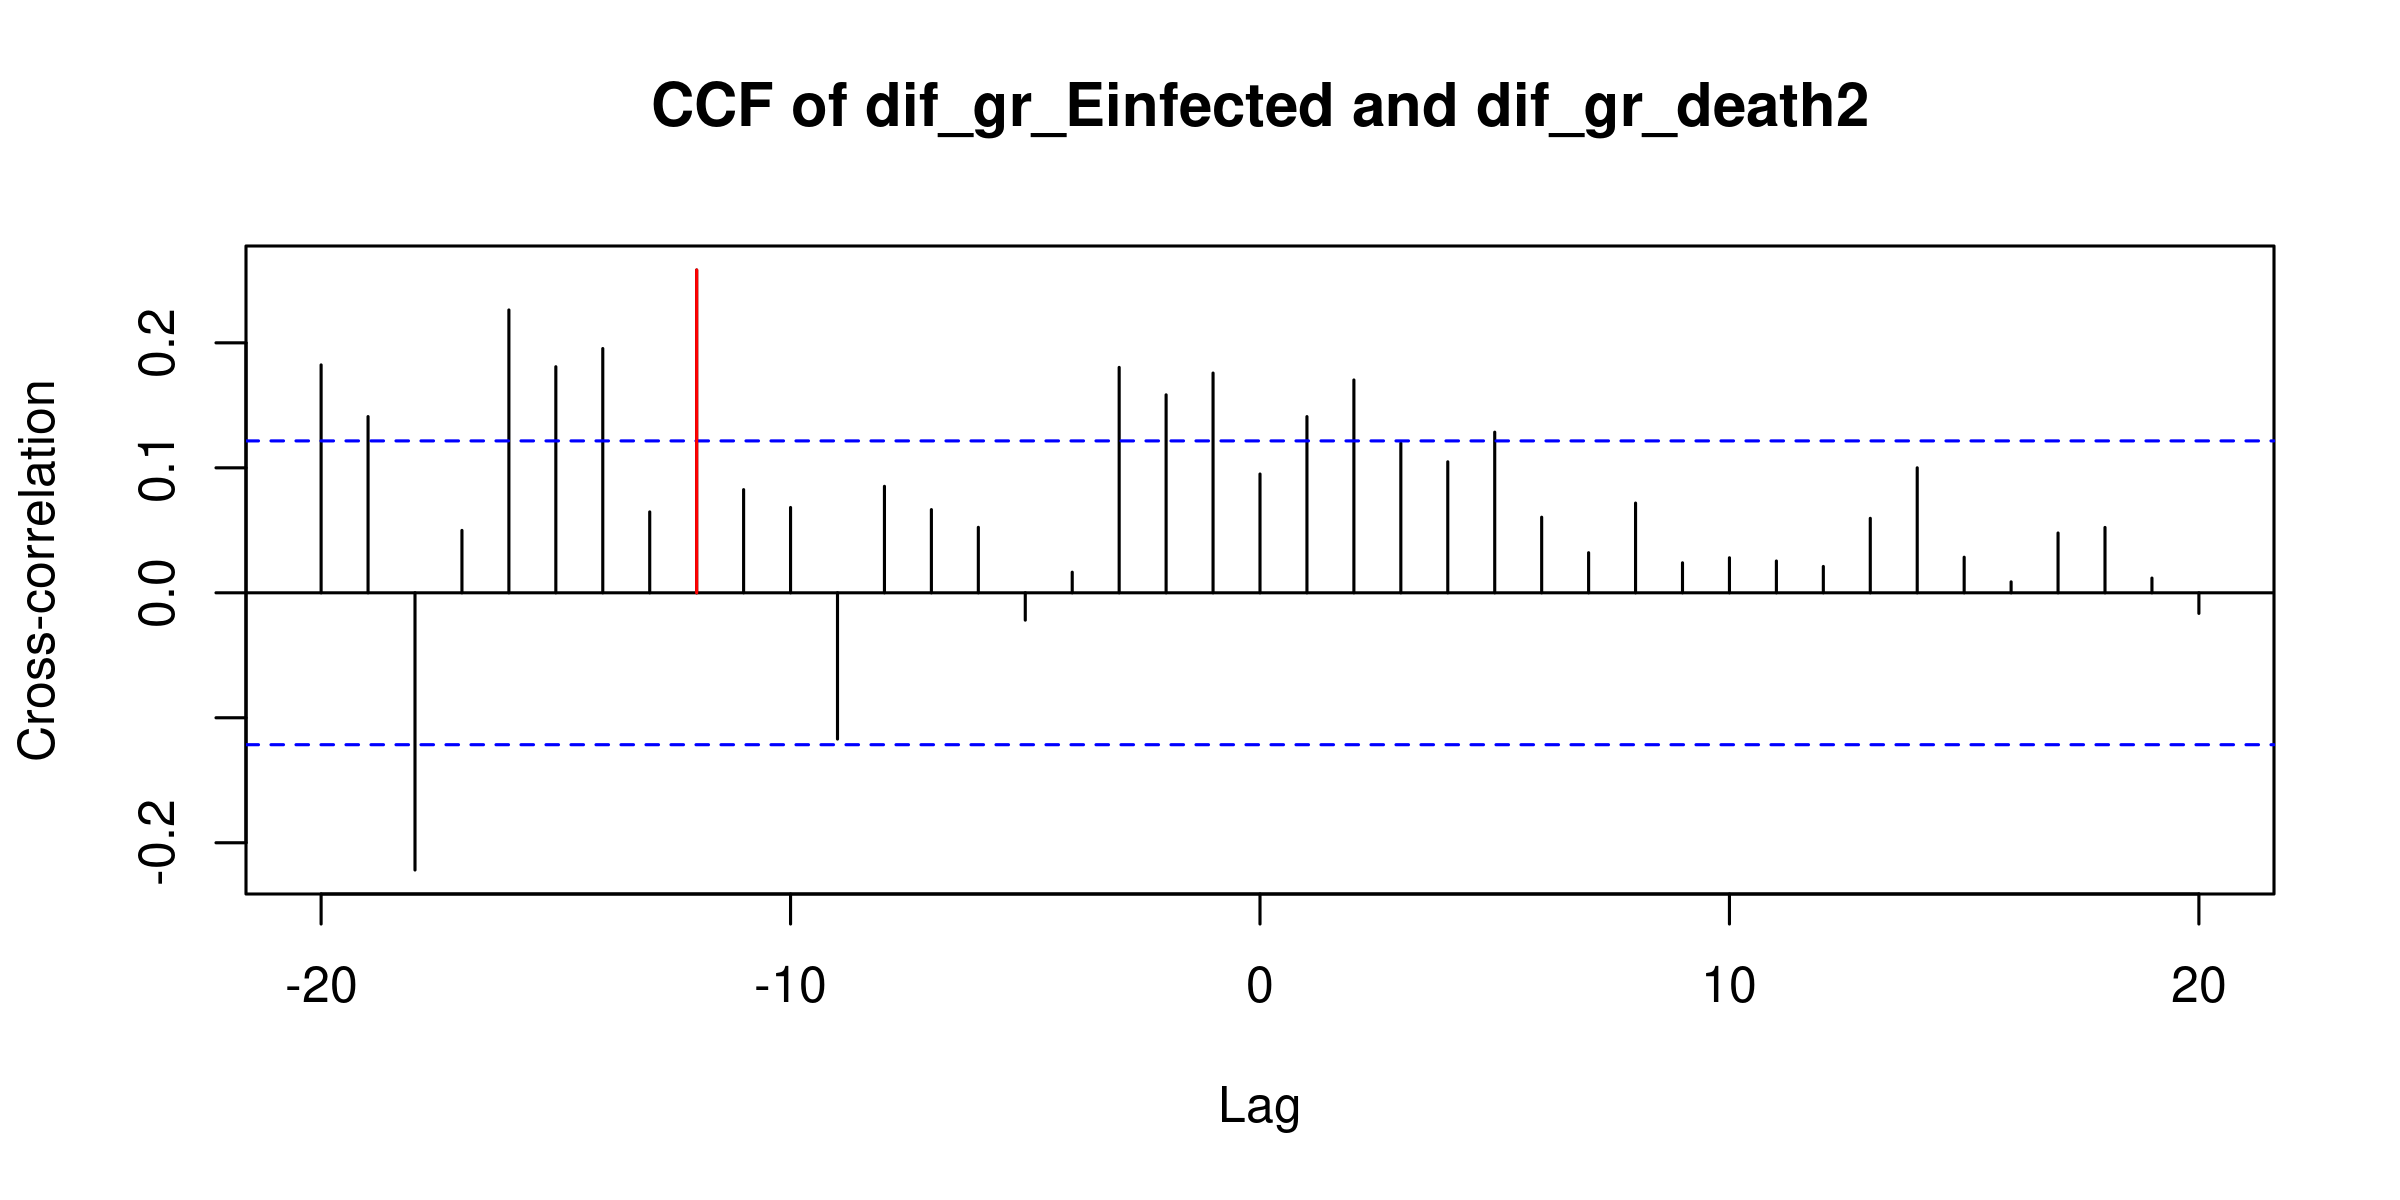 CCF of dif_gr_Einfected and dif_gr_death2
Cross-correlation
0.2
0.1
0.0
-0.2
-20 -10 0 10 20
Lag